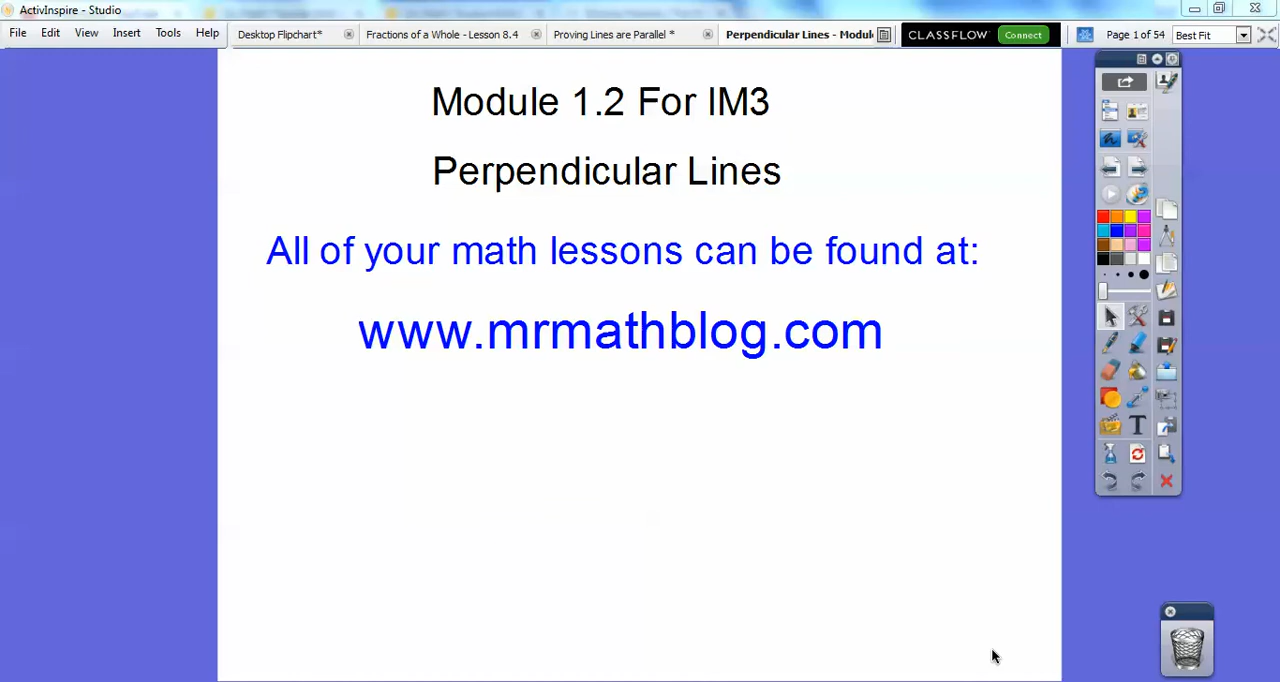 ActivInspire - Studio
File Edit View Insert Tools Help Desktop Flipchart* Fractions of a Whole - Lesson 8.4 Proving Lines are Parallel * Perpendicular Lines - Modul CLASSFLOW Connect Page 1 of 54 Best Fit
Module 1.2 For IM3
Perpendicular Lines
All of your math lessons can be found at:
www.mrmathblog.com